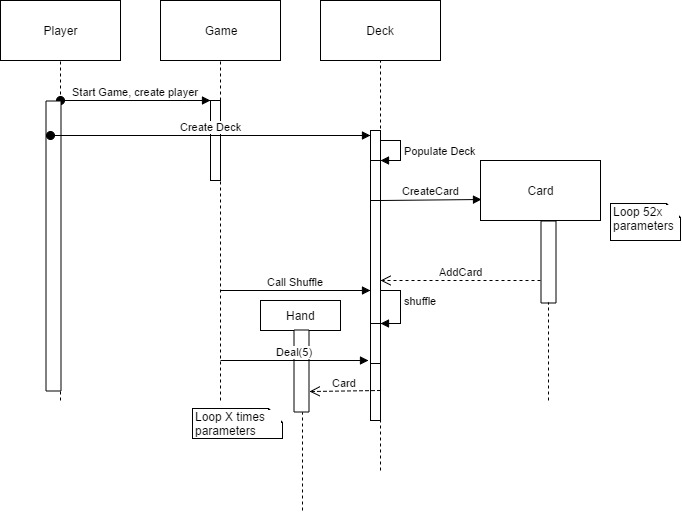 Player
Game
Deck
Start Game, create player
Create Deck
Populate Deck
CreateCard
Card
Loop 52x
parameters
AddCard
Call Shuffle
shuffle
Hand
Deal(5)
Card
Loop X times
parameters